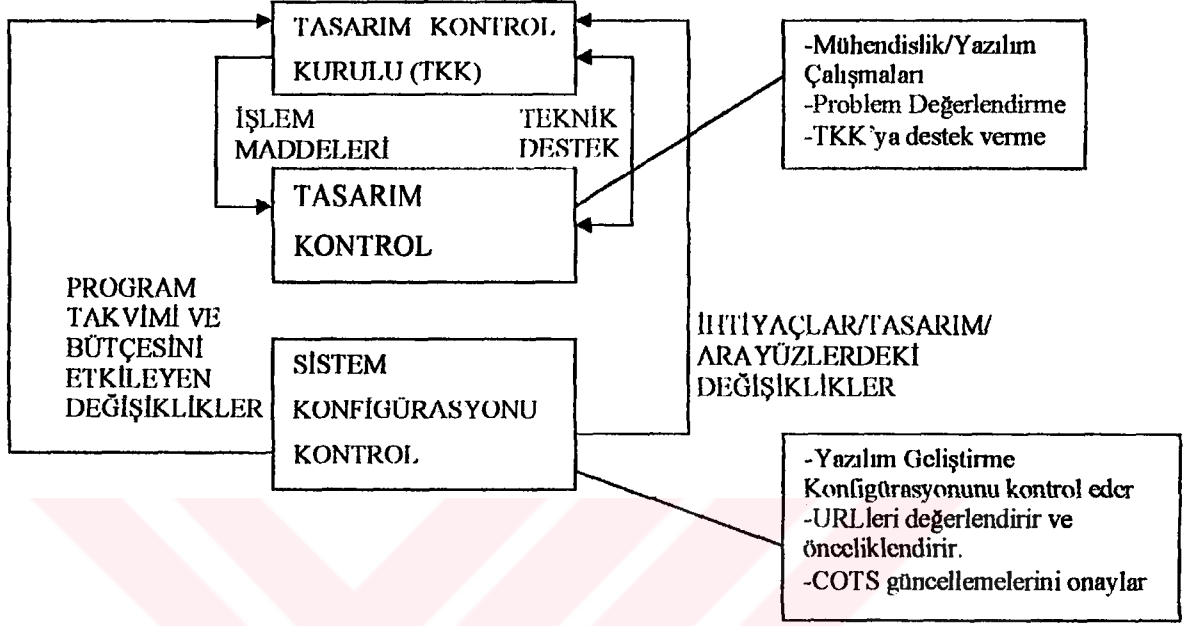 TASARIM KONTROL
KURULU (TKK)
-Mühendislik/Yazılım
Çalışmaları
-Problem Değerlendirme
-TKK'ya destek verme
İŞLEM
MADDELERİ
TEKNİK
DESTEK
TASARIM
KONTROL
PROGRAM
TAKVİMİ VE
BÜTÇESİNİ
ETKİLEYEN
DEĞİŞİKLİKLER
İHTİYAÇLAR/TASARIM/
ARAYÜZLERDEKİ
DEĞİŞİKLİKLER
SİSTEM
KONFİGÜRASYONU
KONTROL
-Yazılım Geliştirme
Konfigürasyonunu kontrol eder
-URLleri değerlendirir ve
önceliklendirir.
-COTS güncellemelerini onaylar